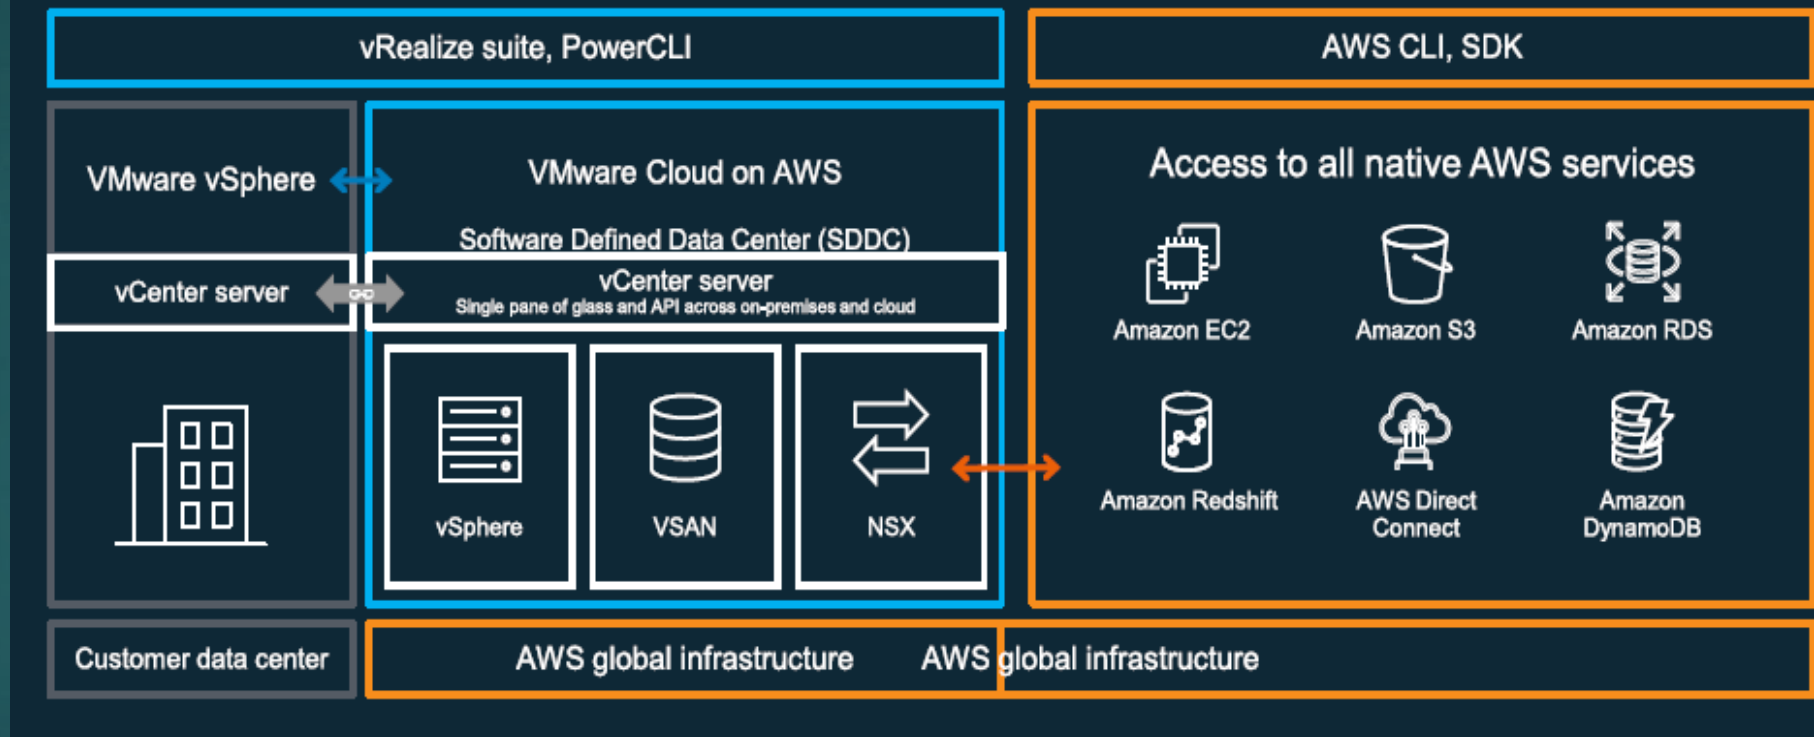 vRealize suite, PowerCLI
AWS CLI, SDK
VMware vSphere
VMware Cloud on AWS
Software Defined Data Center (SDDC)
vCenter server
vCenter server
Single pane of glass and API across on-premises and cloud
vSphere
VSAN
NSX
Access to all native AWS services
Amazon EC2
Amazon S3
Amazon RDS
Amazon Redshift
AWS Direct
Connect
Amazon
DynamoDB
Customer data center
AWS global infrastructure
AWS global infrastructure